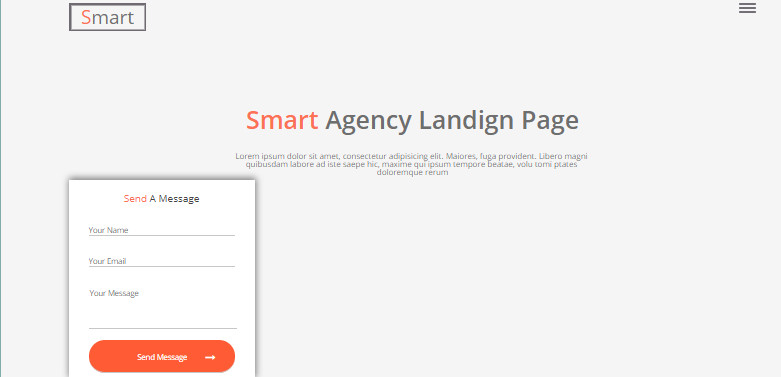 Smart
Smart Agency Landign Page
Lorem ipsum dolor sit amet, consectetur adipisicing elit. Maiores, fuga provident. Libero magni
quibusdam labore ad iste saepe hic, maxime qui ipsum tempore beatae, volu tomi ptates
doloremque rerum
Send A Message
Your Name
Your Email
Your Message
Send Message